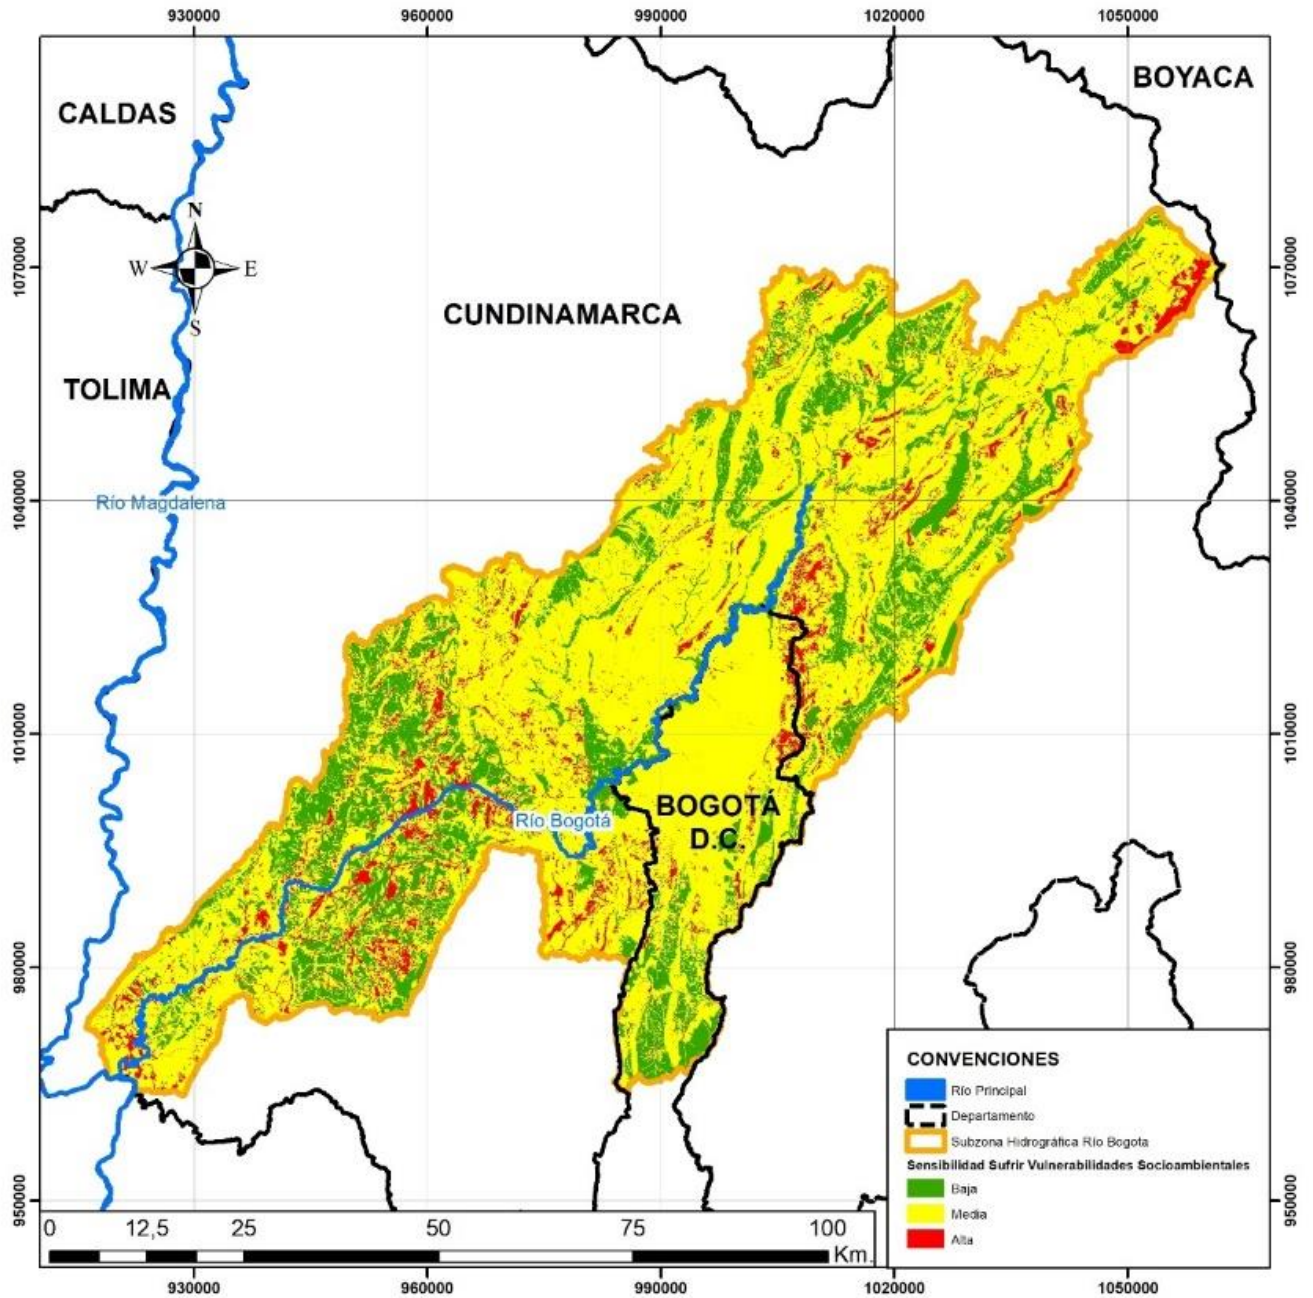 930000
960000
990000
1020000
1050000
BOYACA
CALDAS
N
W
E
S
1070000
1070000
CUNDINAMARCA
TOLIMA
Río Magdalena
1040000
1040000
1010000
1010000
BOGOTÁ
D.C.
Río Bogotá
980000
980000
CONVENCIONES
Río Principal
Departamento
Subzona Hidrográfica Río Bogota
Sensibilidad Sufrir Vulnerabilidades Socioambientales
Baja
Media
Alta
950000
950000
0 12,5 25 50 75 100
Km.
930000
960000
990000
1020000
1050000